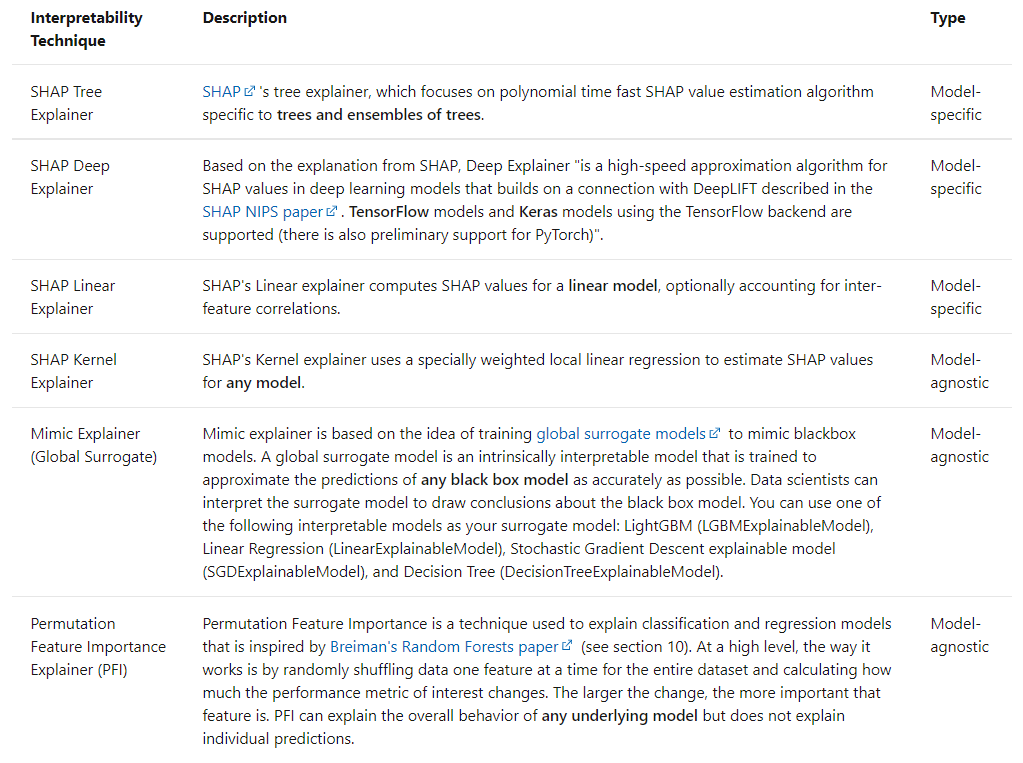 Interpretability Technique
Description
Type
SHAP Tree
Explainer
SHAP 's tree explainer, which focuses on polynomial time fast SHAP value estimation algorithm
specific to trees and ensembles of trees.
Model-
specific
SHAP Deep
Explainer
Based on the explanation from SHAP, Deep Explainer "is a high-speed approximation algorithm for
SHAP values in deep learning models that builds on a connection with DeepLIFT described in the
SHAP NIPS paper . TensorFlow models and Keras models using the TensorFlow backend are
supported (there is also preliminary support for PyTorch)".
Model-
specific
SHAP Linear
Explainer
SHAP's Linear explainer computes SHAP values for a linear model, optionally accounting for inter-
feature correlations.
Model-
specific
SHAP Kernel
Explainer
SHAP's Kernel explainer uses a specially weighted local linear regression to estimate SHAP values
for any model.
Model-
agnostic
Mimic Explainer
(Global Surrogate)
Mimic explainer is based on the idea of training global surrogate models to mimic blackbox
models. A global surrogate model is an intrinsically interpretable model that is trained to
approximate the predictions of any black box model as accurately as possible. Data scientists can
interpret the surrogate model to draw conclusions about the black box model. You can use one of
the following interpretable models as your surrogate model: LightGBM (LGBMExplainableModel),
Linear Regression (LinearExplainableModel), Stochastic Gradient Descent explainable model
(SGDExplainableModel), and Decision Tree (DecisionTreeExplainableModel).
Model-
agnostic
Permutation
Feature Importance
Explainer (PFI)
Permutation Feature Importance is a technique used to explain classification and regression models
that is inspired by Breiman's Random Forests paper (see section 10). At a high level, the way it
works is by randomly shuffling data one feature at a time for the entire dataset and calculating how
much the performance metric of interest changes. The larger the change, the more important that
feature is. PFI can explain the overall behavior of any underlying model but does not explain
individual predictions.
Model-
agnostic